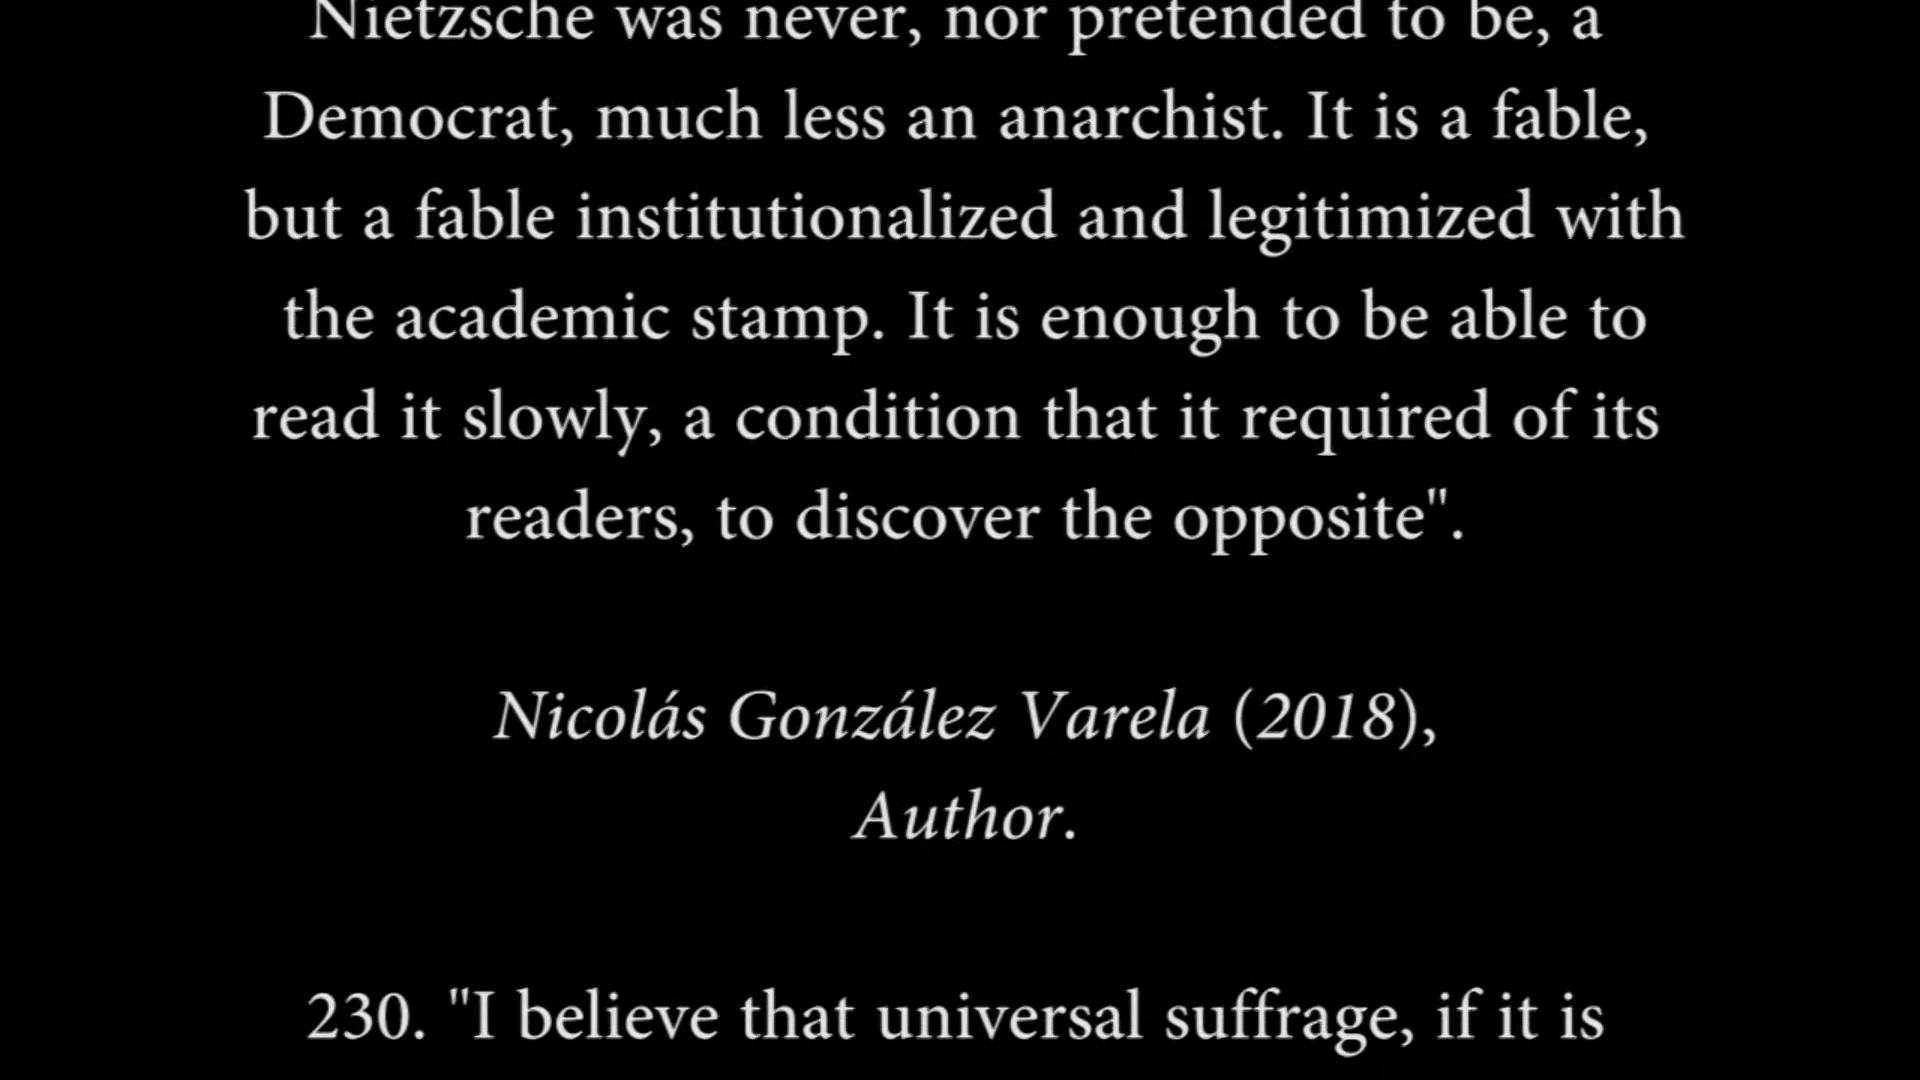 Nietzsche was never, nor pretended to be, a
Democrat, much less an anarchist. It is a fable,
but a fable institutionalized and legitimized with
the academic stamp. It is enough to be able to
read it slowly, a condition that it required of its
readers, to discover the opposite".
Nicolás González Varela (2018),
Author.
230. "I believe that universal suffrage, if it is